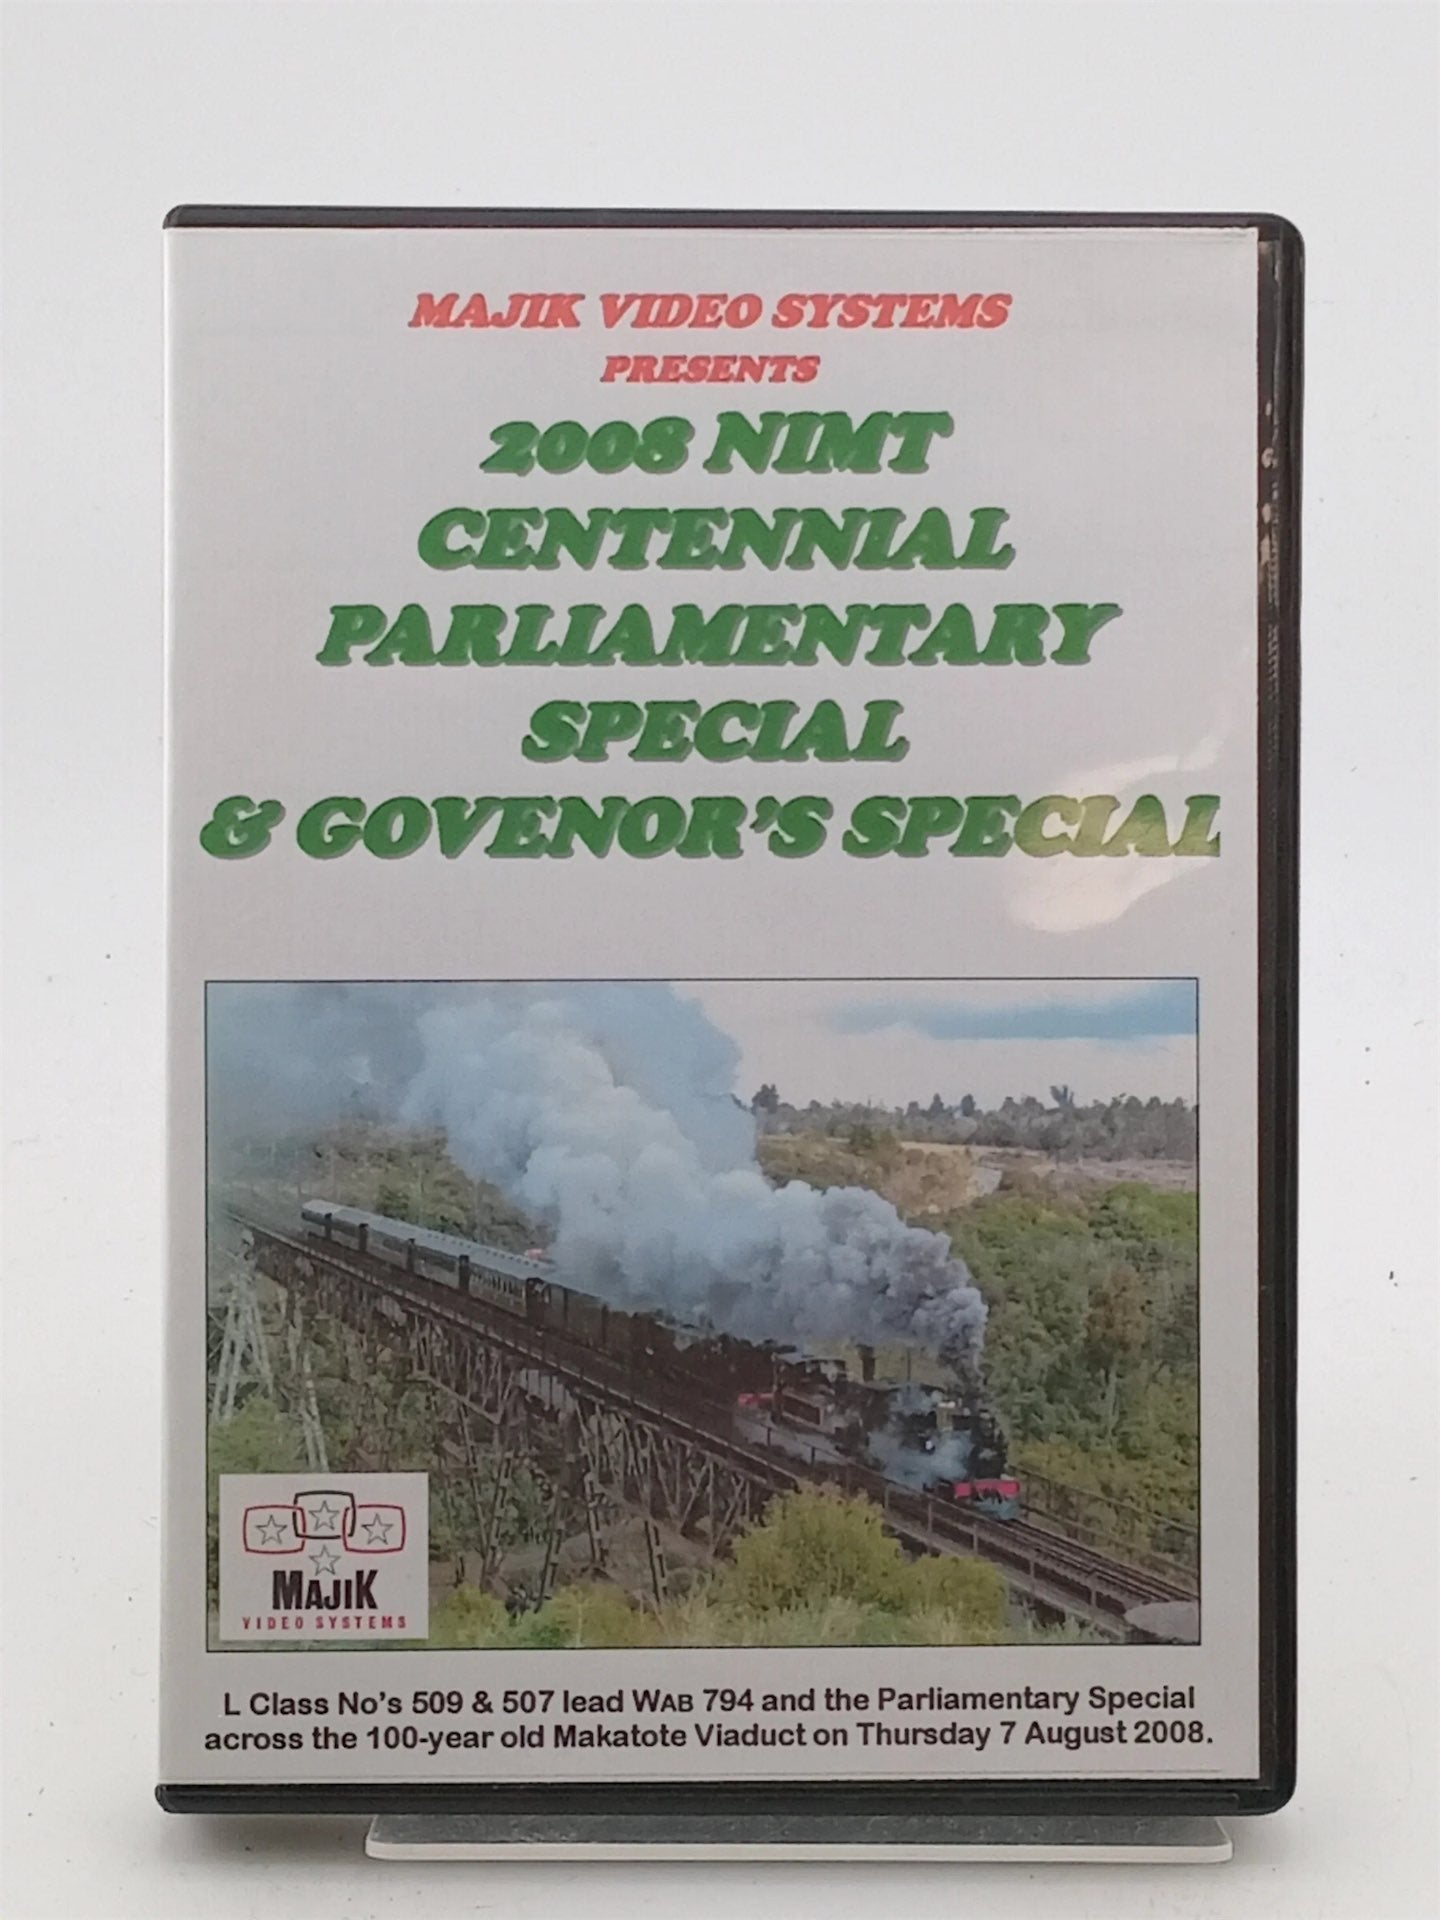 MAJIK VIDEO SYSTEMS
PRESENTS
2008 NIMT
CENTENNIAL
PARLIAMENTARY
SPECIAL
& GOVENOR'S SPECIAL
MAJIK
VIDEO SYSTEMS
L Class No's 509 & 507 lead WAB 794 and the Parliamentary Special
across the 100-year old Makatote Viaduct on Thursday 7 August 2008.